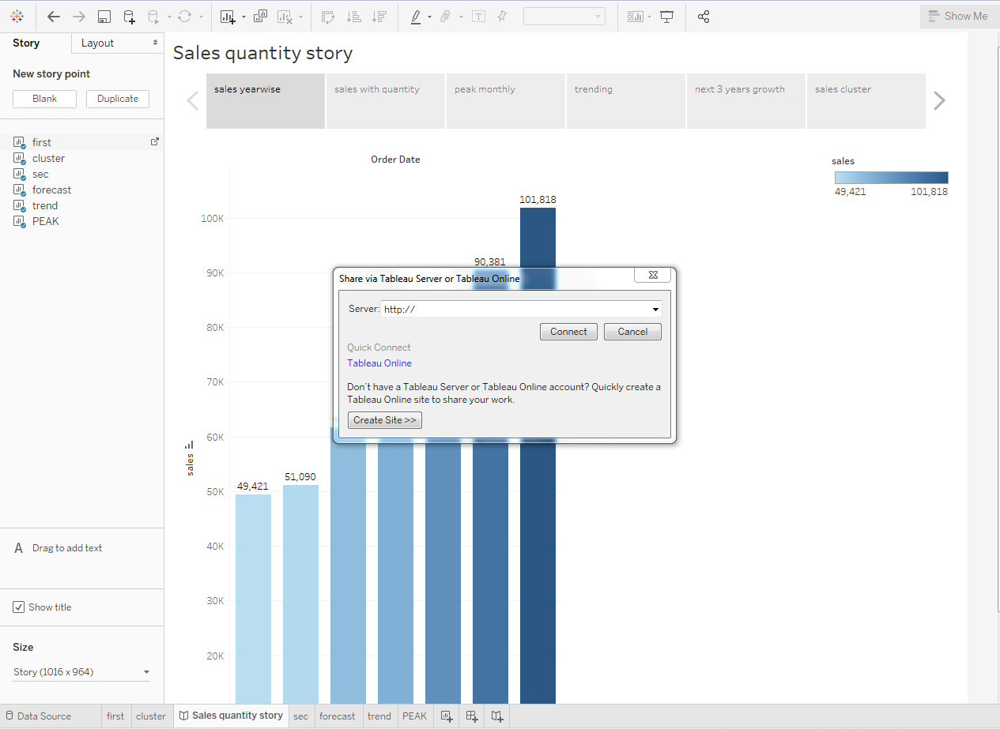 Show Me
Story
Layout
New story point
Blank
Duplicate
first
cluster
sec
forecast
trend
PEAK
A Drag to add text
Show title
Size
Story (1016 x 964)
Sales quantity story
sales yearwise
sales with quantity
peak monthly
trending
next 3 years growth
sales cluster
Order Date
sales
49,421
101,818
100K
90K
80K
70K
60K
50K
40K
30K
20K
sales
49,421
51,090
90,381
101,818
Share via Tableau Server or Tableau Online
Server: http://
Connect
Cancel
Quick Connect
Tableau Online
Don't have a Tableau Server or Tableau Online account? Quickly create a
Tableau Online site to share your work.
Create Site >>
Data Source
first
cluster
Sales quantity story
sec
forecast
trend
PEAK